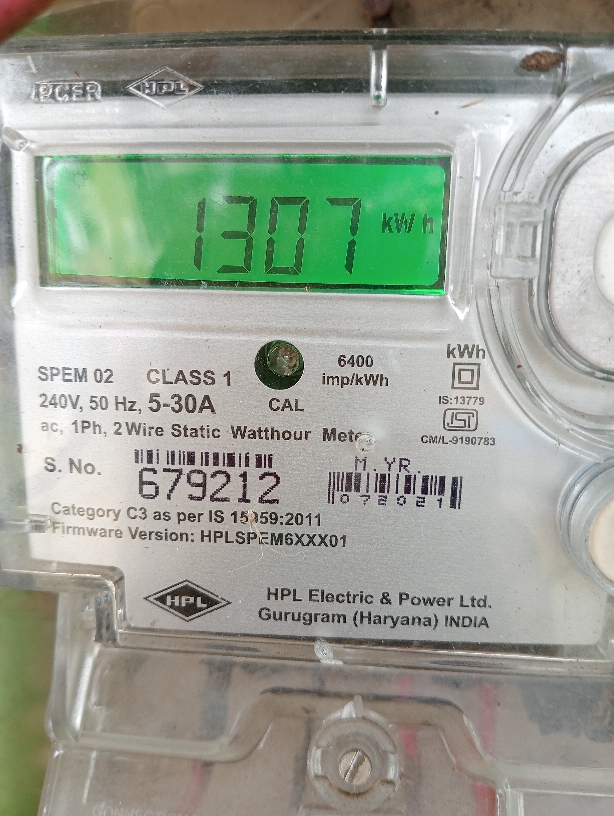 HPL
1307 kWh
SPEM 02 CLASS 1
240V, 50 Hz, 5-30A
CAL
6400
imp/kWh
kWh
IS:13779
ISI
CM/L-9190783
ac, 1Ph, 2 Wire Static Watthour Meter
S. No. 679212
M.YR.
072021
Category C3 as per IS 15959:2011
Firmware Version: HPLSPEM6XXX01
HPL
HPL Electric & Power Ltd.
Gurugram (Haryana) INDIA